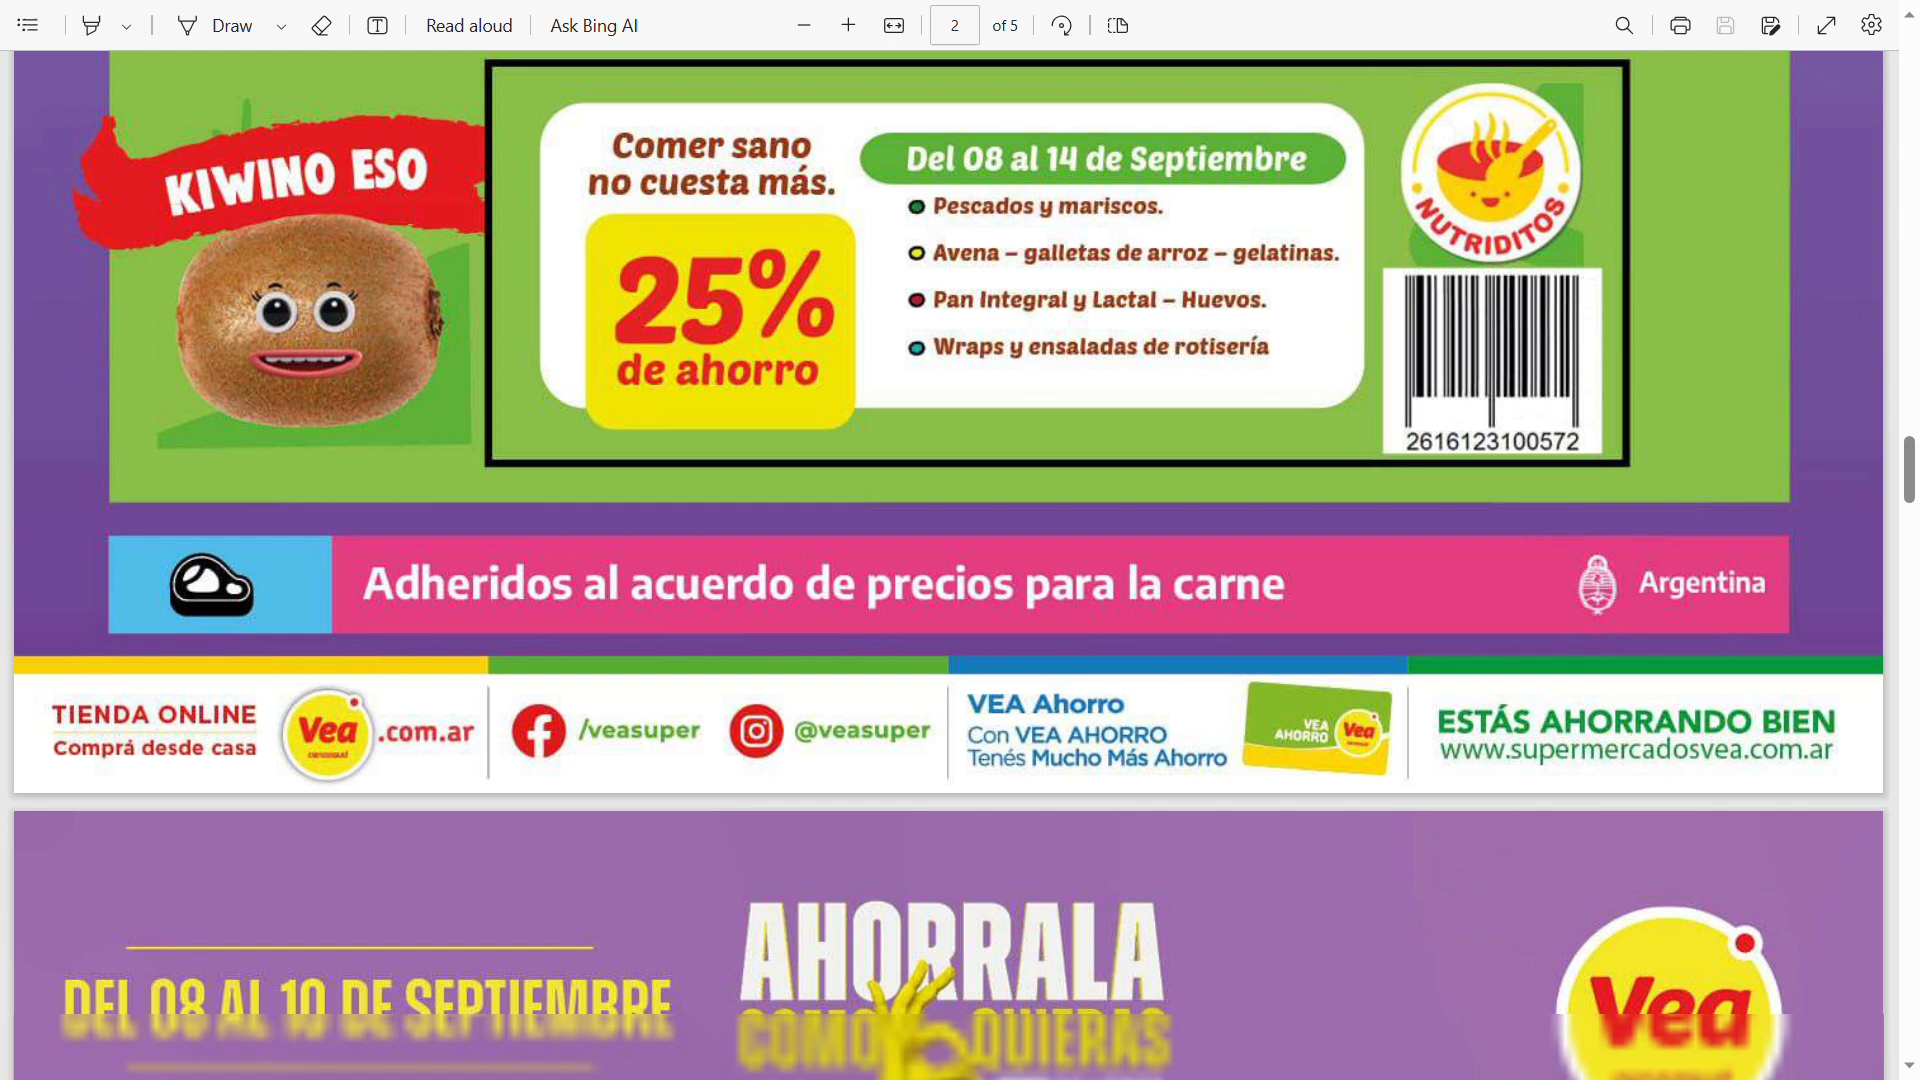 Draw
Read aloud
Ask Bing AI
2
of 5
KIWINO ESO
Comer sano
no cuesta más.
25%
de ahorro
Del 08 al 14 de Septiembre
Pescados y mariscos.
Avena – galletas de arroz – gelatinas.
Pan Integral y Lactal – Huevos.
Wraps y ensaladas de rotisería
NUTRIDITOS
2616123100572
Adheridos al acuerdo de precios para la carne
Argentina
TIENDA ONLINE
Comprá desde casa
Vea
cencosud
.com.ar
/veasuper
@veasuper
VEA Ahorro
Con VEA AHORRO
Tenés Mucho Más Ahorro
VEA
AHORRO
Vea
ESTÁS AHORRANDO BIEN
www.supermercadosvea.com.ar
DEL 08 AL 10 DE SEPTIEMBRE
AHORRALA
COMO QUIERAS
Vea